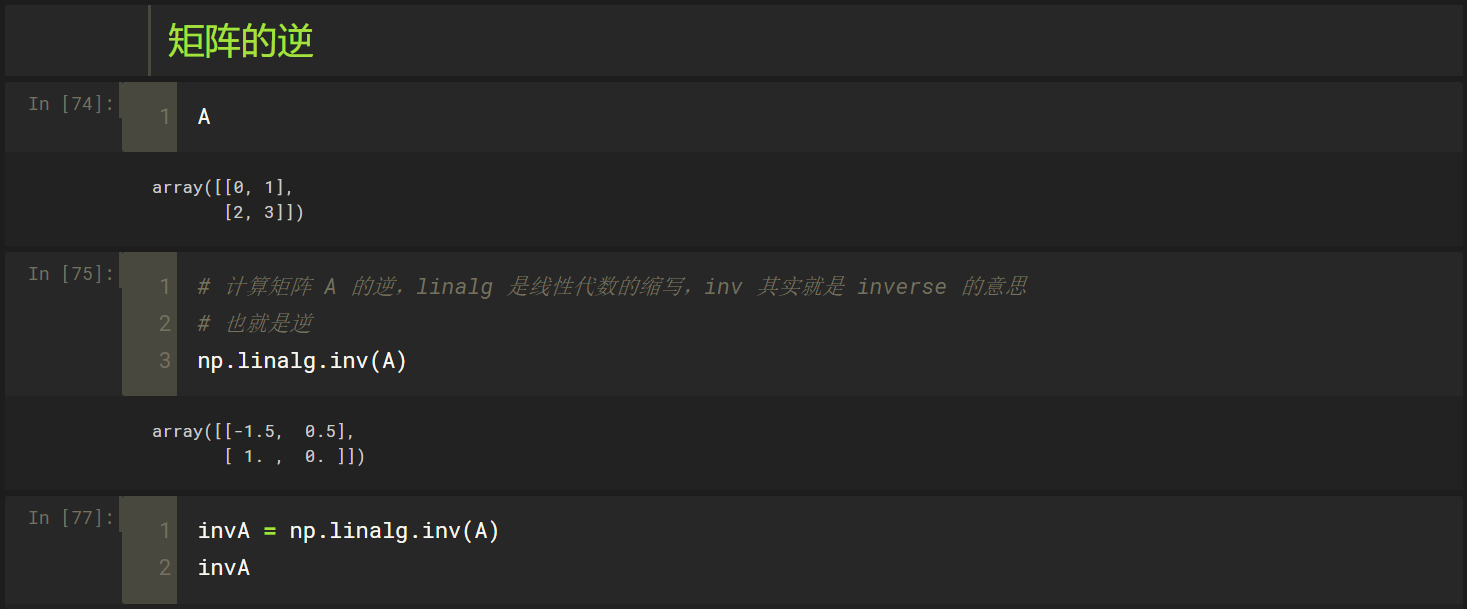 矩阵的逆
In [74]:
1 A
array([[0, 1],
       [2, 3]])
In [75]:
1 # 计算矩阵 A 的逆，linalg 是线性代数的缩写，inv 其实就是 inverse 的意思
2 # 也就是逆
3 np.linalg.inv(A)
array([[-1.5,  0.5],
       [ 1. ,  0. ]])
In [77]:
1 invA = np.linalg.inv(A)
2 invA